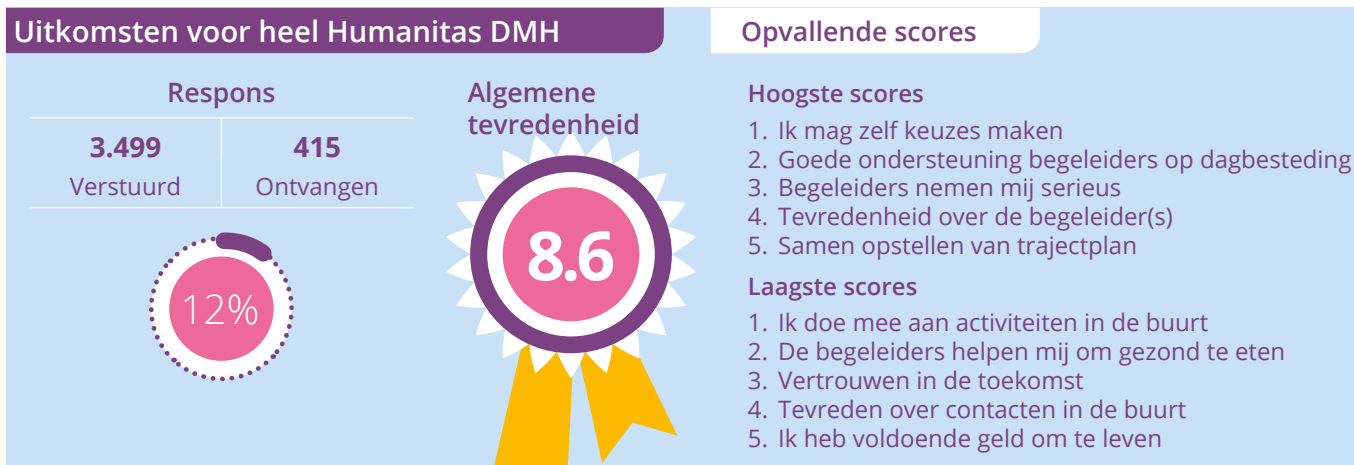 Uitkomsten voor heel Humanitas DMH
Respons
3.499
Verstuurd
415
Ontvangen
12%
Algemene
tevredenheid
8.6
Opvallende scores
Hoogste scores
1. Ik mag zelf keuzes maken
2. Goede ondersteuning begeleiders op dagbesteding
3. Begeleiders nemen mij serieus
4. Tevredenheid over de begeleider(s)
5. Samen opstellen van trajectplan
Laagste scores
1. Ik doe mee aan activiteiten in de buurt
2. De begeleiders helpen mij om gezond te eten
3. Vertrouwen in de toekomst
4. Tevreden over contacten in de buurt
5. Ik heb voldoende geld om te leven